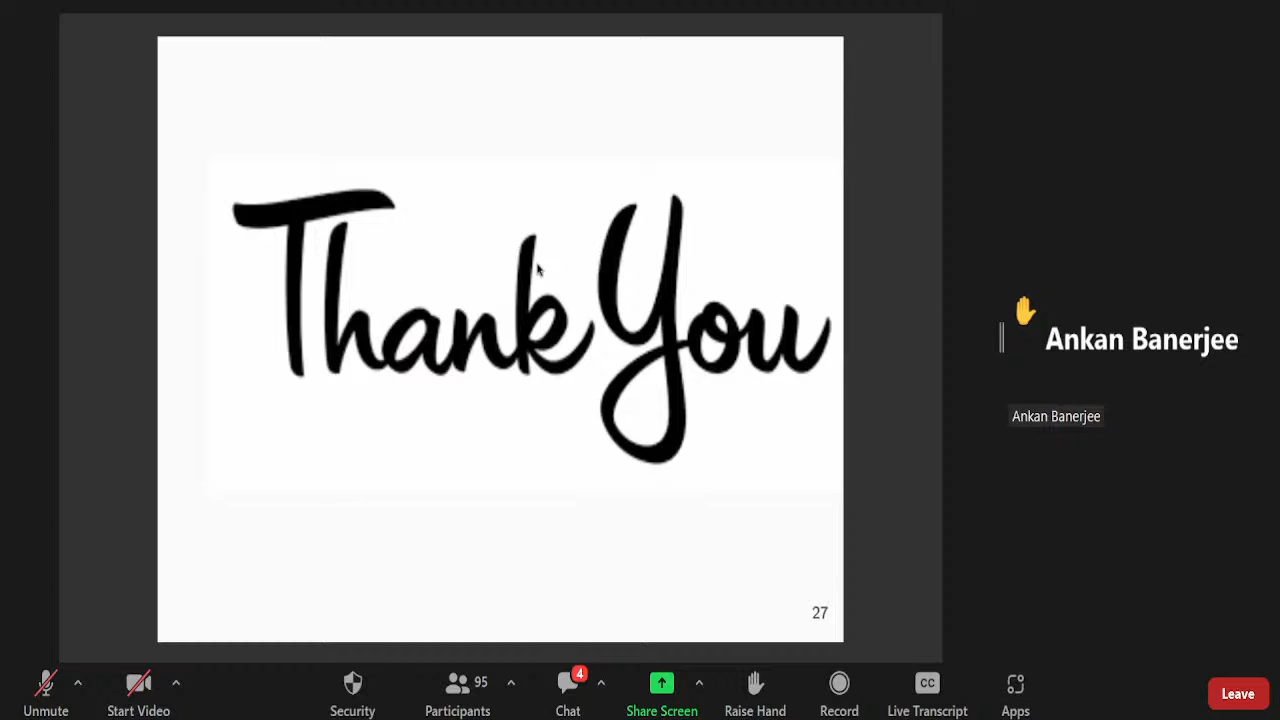 Thank You
Ankan Banerjee
Ankan Banerjee
27
95
4
CC
Unmute
Start Video
Security
Participants
Chat
Share Screen
Raise Hand
Record
Live Transcript
Apps
Leave